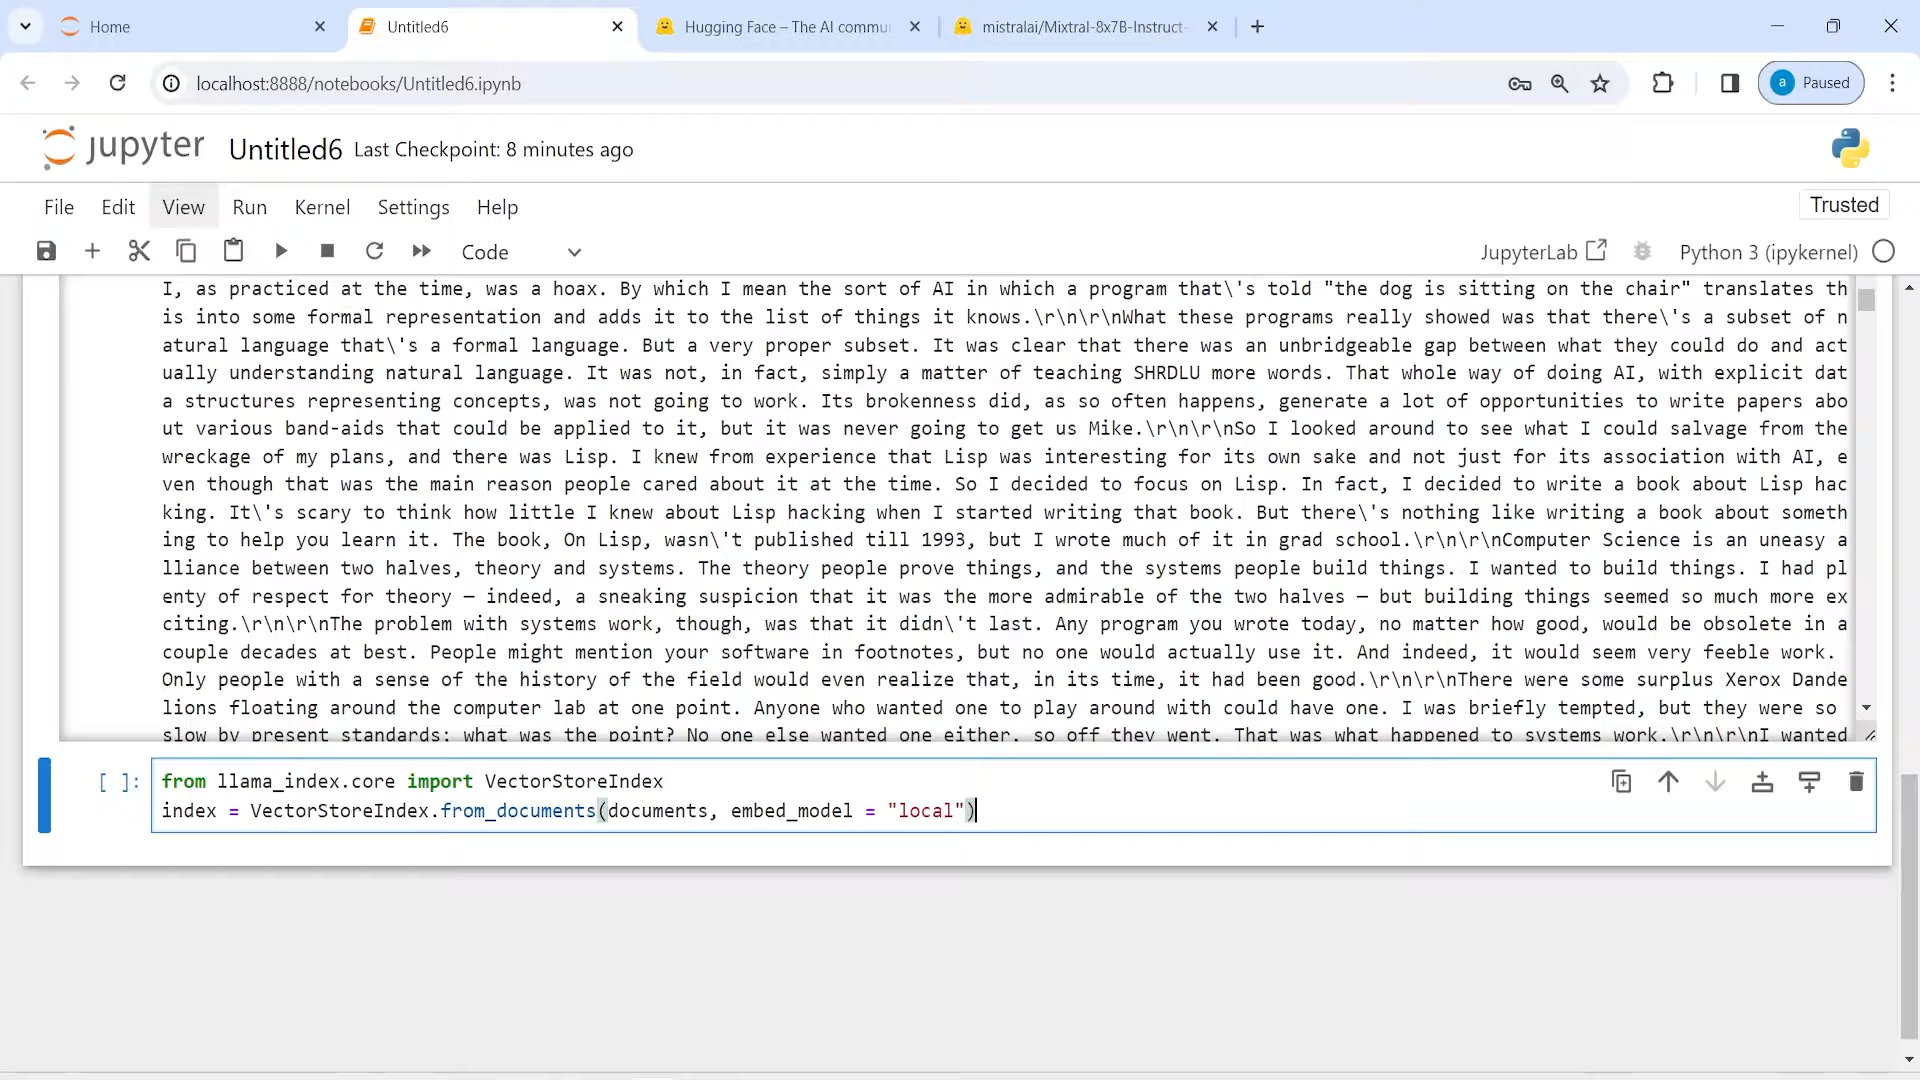 Home
Untitled6
Hugging Face – The AI commu
mistralai/Mixtral-8x7B-Instruct-
localhost:8888/notebooks/Untitled6.ipynb
a Paused
jupyter Untitled6 Last Checkpoint: 8 minutes ago
File Edit View Run Kernel Settings Help
Trusted
Code
JupyterLab
Python 3 (ipykernel)
I, as practiced at the time, was a hoax. By which I mean the sort of AI in which a program that\'s told "the dog is sitting on the chair" translates th
is into some formal representation and adds it to the list of things it knows.\r\n\r\nWhat these programs really showed was that there\'s a subset of n
atural language that\'s a formal language. But a very proper subset. It was clear that there was an unbridgeable gap between what they could do and act
ually understanding natural language. It was not, in fact, simply a matter of teaching SHRDLU more words. That whole way of doing AI, with explicit dat
a structures representing concepts, was not going to work. Its brokenness did, as so often happens, generate a lot of opportunities to write papers abo
ut various band-aids that could be applied to it, but it was never going to get us Mike.\r\n\r\nSo I looked around to see what I could salvage from the
wreckage of my plans, and there was Lisp. I knew from experience that Lisp was interesting for its own sake and not just for its association with AI, e
ven though that was the main reason people cared about it at the time. So I decided to focus on Lisp. In fact, I decided to write a book about Lisp hac
king. It\'s scary to think how little I knew about Lisp hacking when I started writing that book. But there\'s nothing like writing a book about someth
ing to help you learn it. The book, On Lisp, wasn\'t published till 1993, but I wrote much of it in grad school.\r\n\r\nComputer Science is an uneasy a
lliance between two halves, theory and systems. The theory people prove things, and the systems people build things. I wanted to build things. I had pl
enty of respect for theory — indeed, a sneaking suspicion that it was the more admirable of the two halves — but building things seemed so much more ex
citing.\r\n\r\nThe problem with systems work, though, was that it didn\'t last. Any program you wrote today, no matter how good, would be obsolete in a
couple decades at best. People might mention your software in footnotes, but no one would actually use it. And indeed, it would seem very feeble work.
Only people with a sense of the history of the field would even realize that, in its time, it had been good.\r\n\r\nThere were some surplus Xerox Dande
lions floating around the computer lab at one point. Anyone who wanted one to play around with could have one. I was briefly tempted, but they were so
slow by present standards; what was the point? No one else wanted one either, so off they went. That was what happened to systems work.\r\n\r\nI wanted
[ ]: from llama_index.core import VectorStoreIndex
index = VectorStoreIndex.from_documents(documents, embed_model = "local")